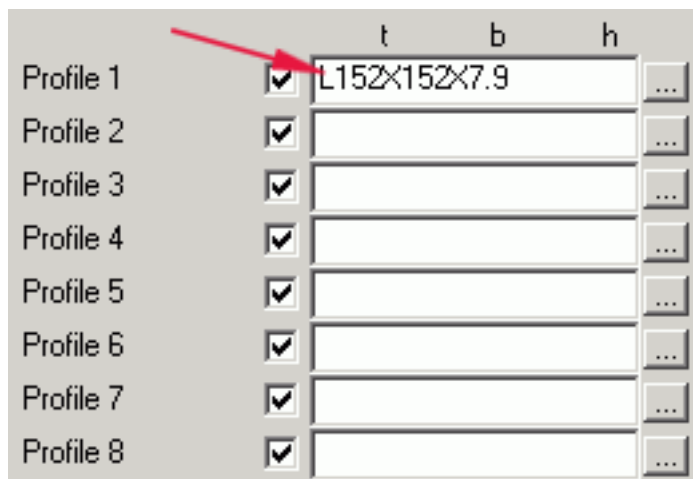 t b h
Profile 1 L152X152X7.9 ...
Profile 2 ...
Profile 3 ...
Profile 4 ...
Profile 5 ...
Profile 6 ...
Profile 7 ...
Profile 8 ...